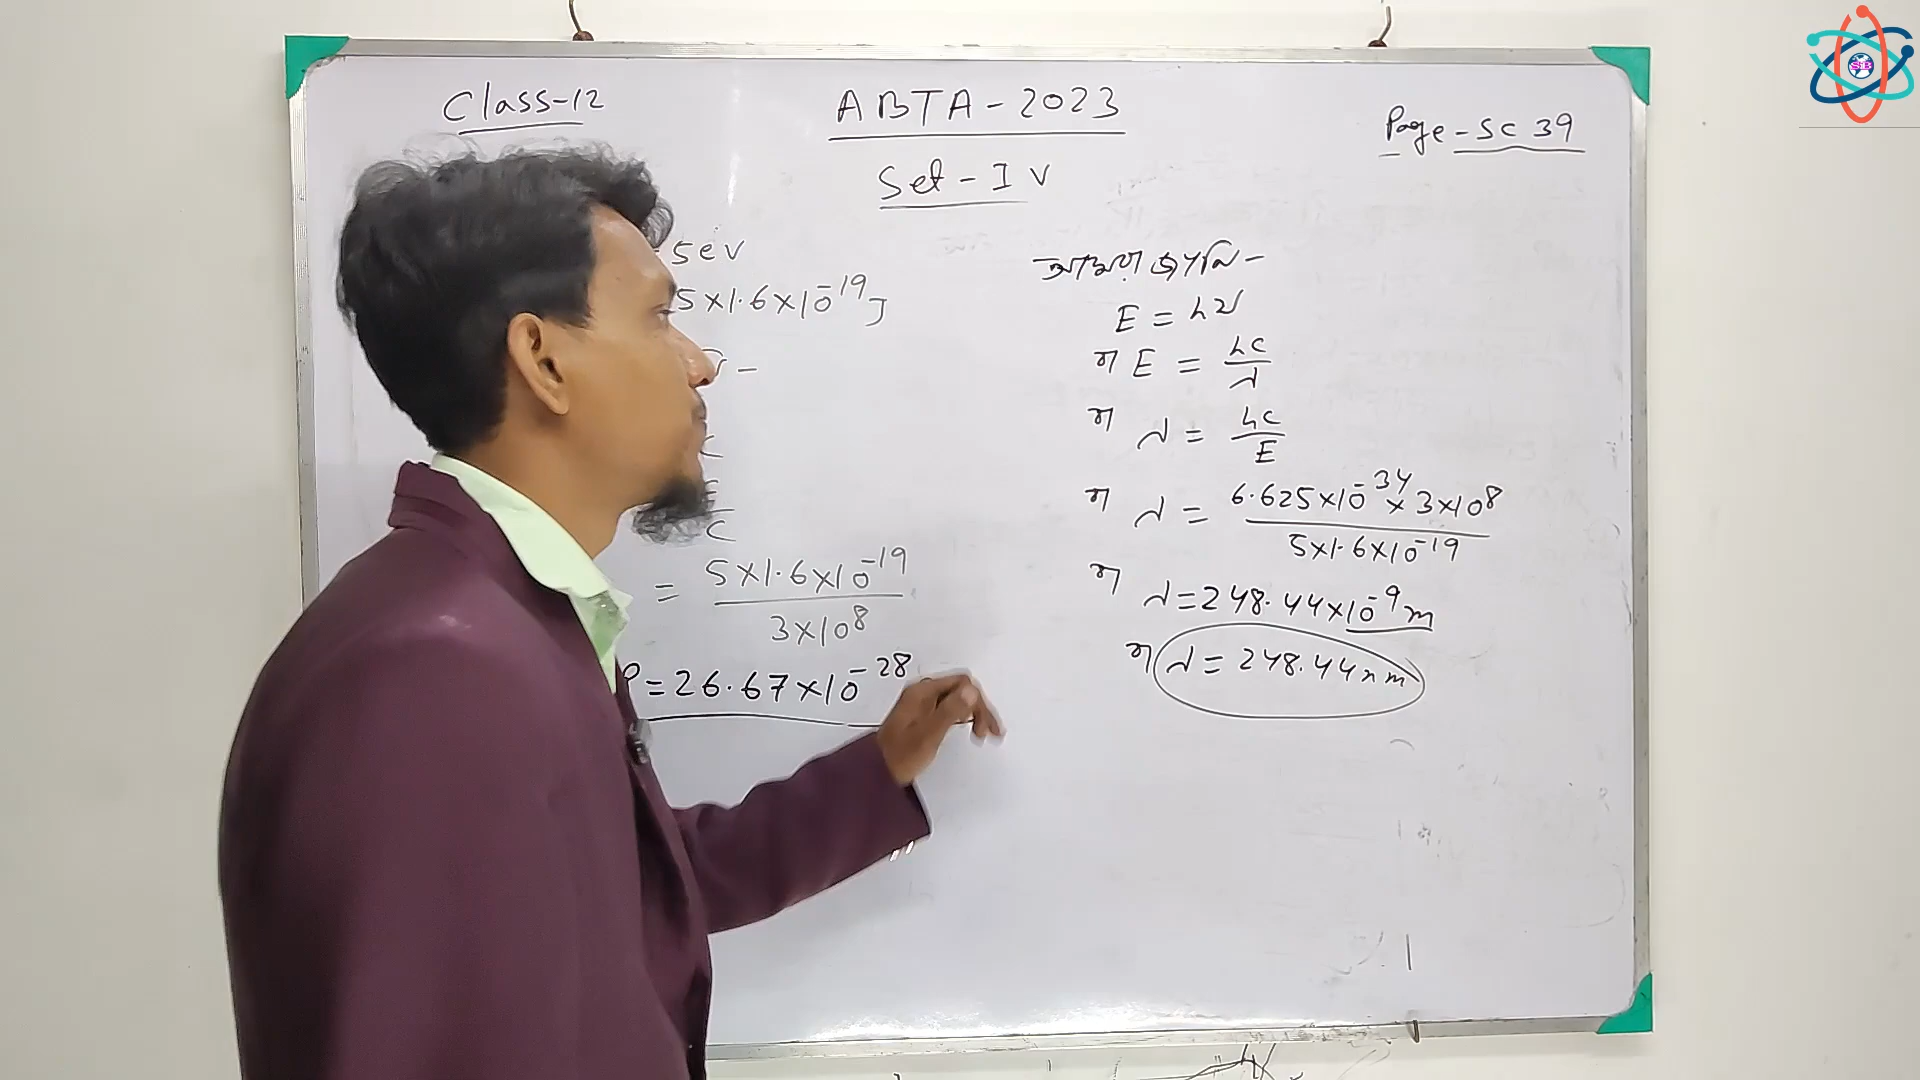 Class-12
ABTA-2023
Page-SC 39
Set-IV
5eV
5×1.6×10⁻¹⁹J
C
E
C
= 5×1.6×10⁻¹⁹ / 3×10⁸
P = 26.67×10⁻²⁸
আমরা জানি-
E = hν
বা E = hc/λ
বা λ = hc/E
বা λ = 6.625×10⁻³⁴×3×10⁸ / 5×1.6×10⁻¹⁹
বা λ=248.44×10⁻⁹m
বা λ = 248.44nm
SB